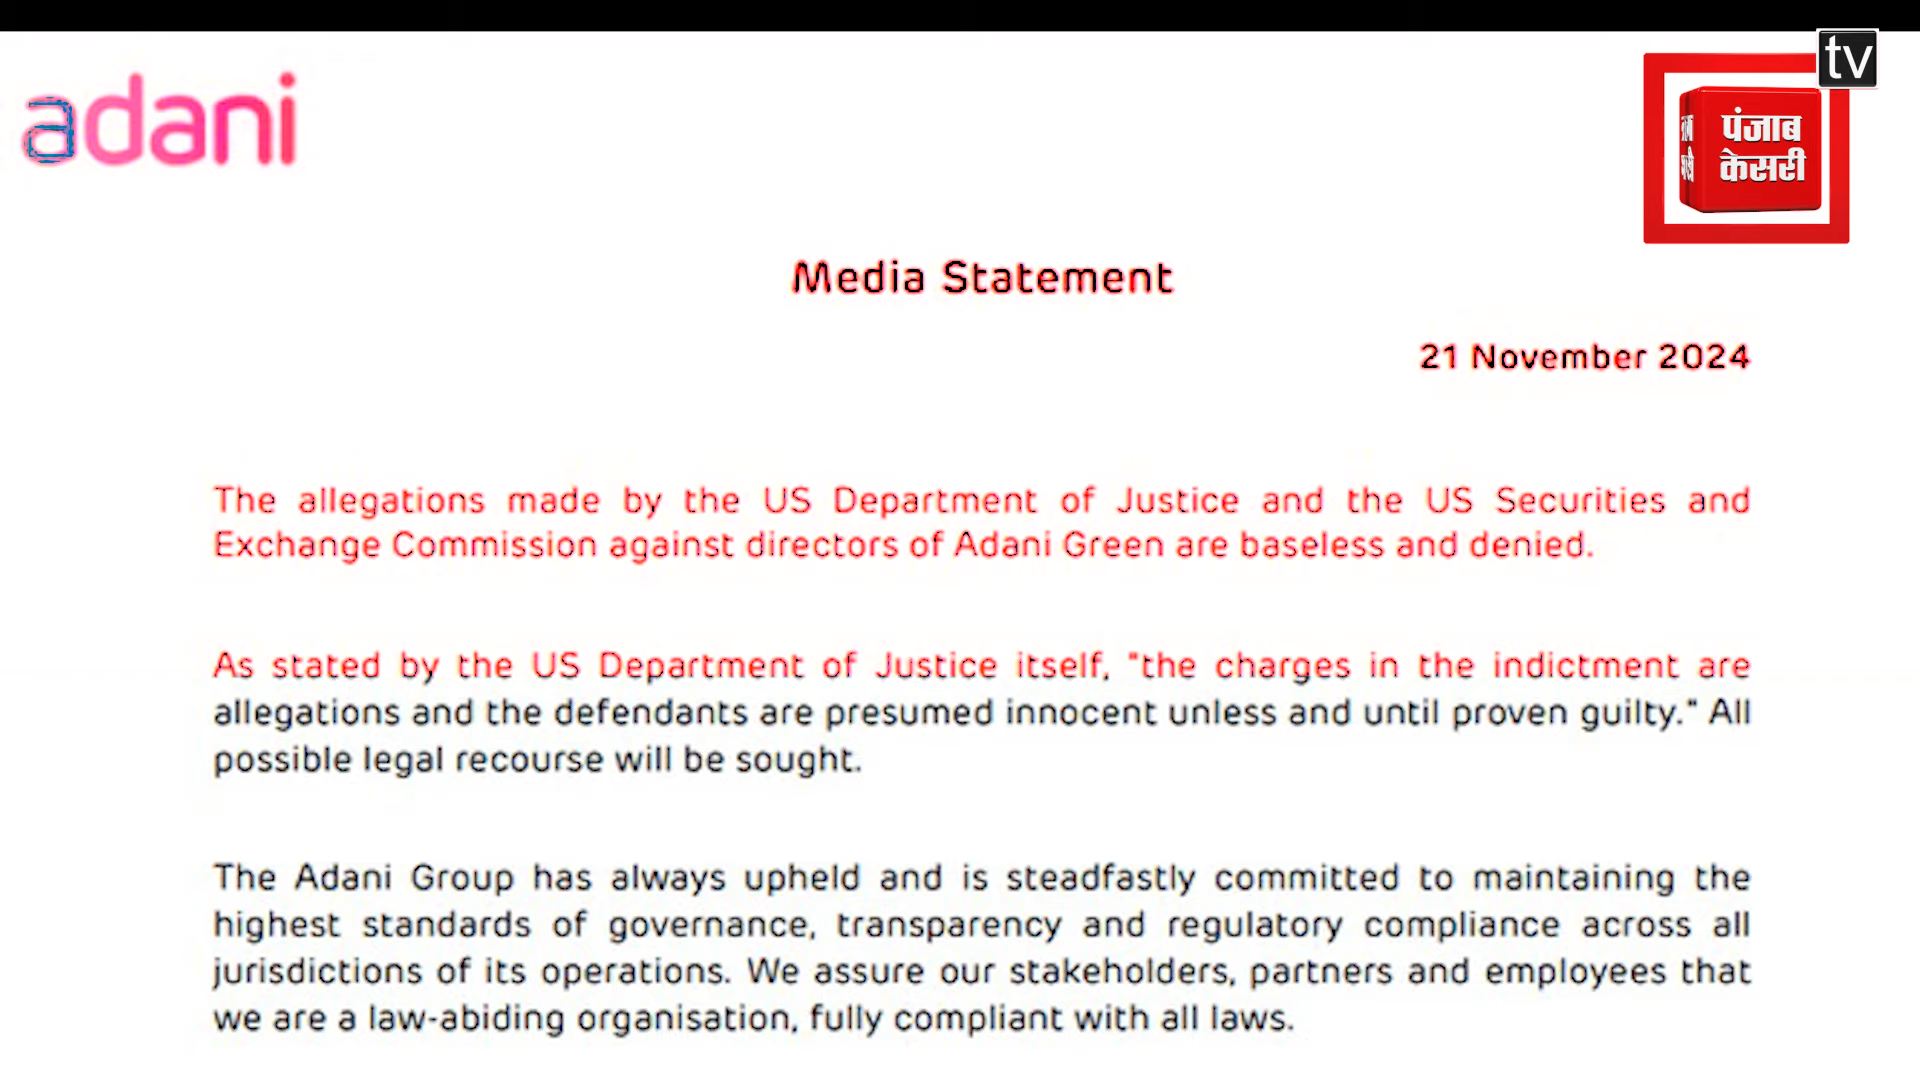 adani
tv
पंजाब
केसरी
Media Statement
21 November 2024
The allegations made by the US Department of Justice and the US Securities and
Exchange Commission against directors of Adani Green are baseless and denied.
As stated by the US Department of Justice itself, "the charges in the indictment are
allegations and the defendants are presumed innocent unless and until proven guilty." All
possible legal recourse will be sought.
The Adani Group has always upheld and is steadfastly committed to maintaining the
highest standards of governance, transparency and regulatory compliance across all
jurisdictions of its operations. We assure our stakeholders, partners and employees that
we are a law-abiding organisation, fully compliant with all laws.